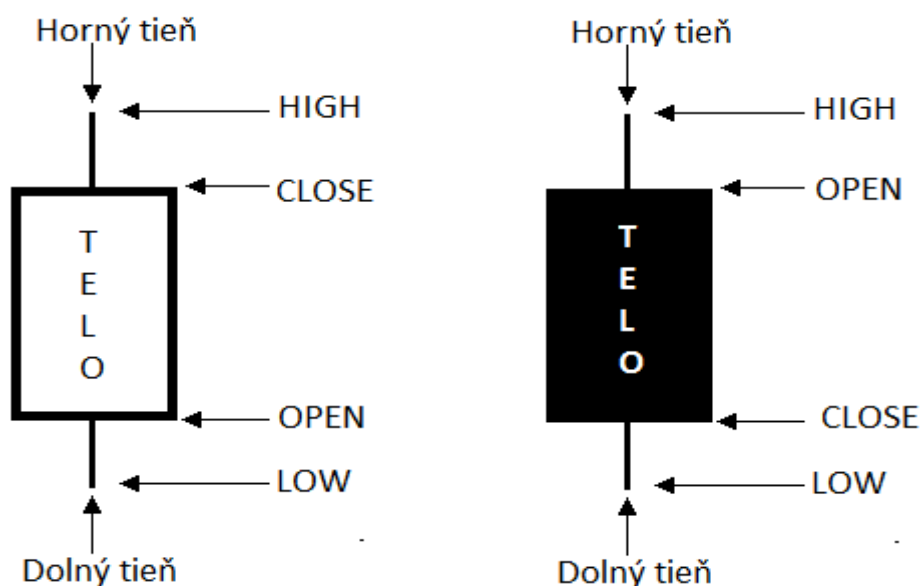 Horný tieň
HIGH
CLOSE
T
E
L
O
OPEN
LOW
Dolný tieň
Horný tieň
HIGH
OPEN
T
E
L
O
CLOSE
LOW
Dolný tieň